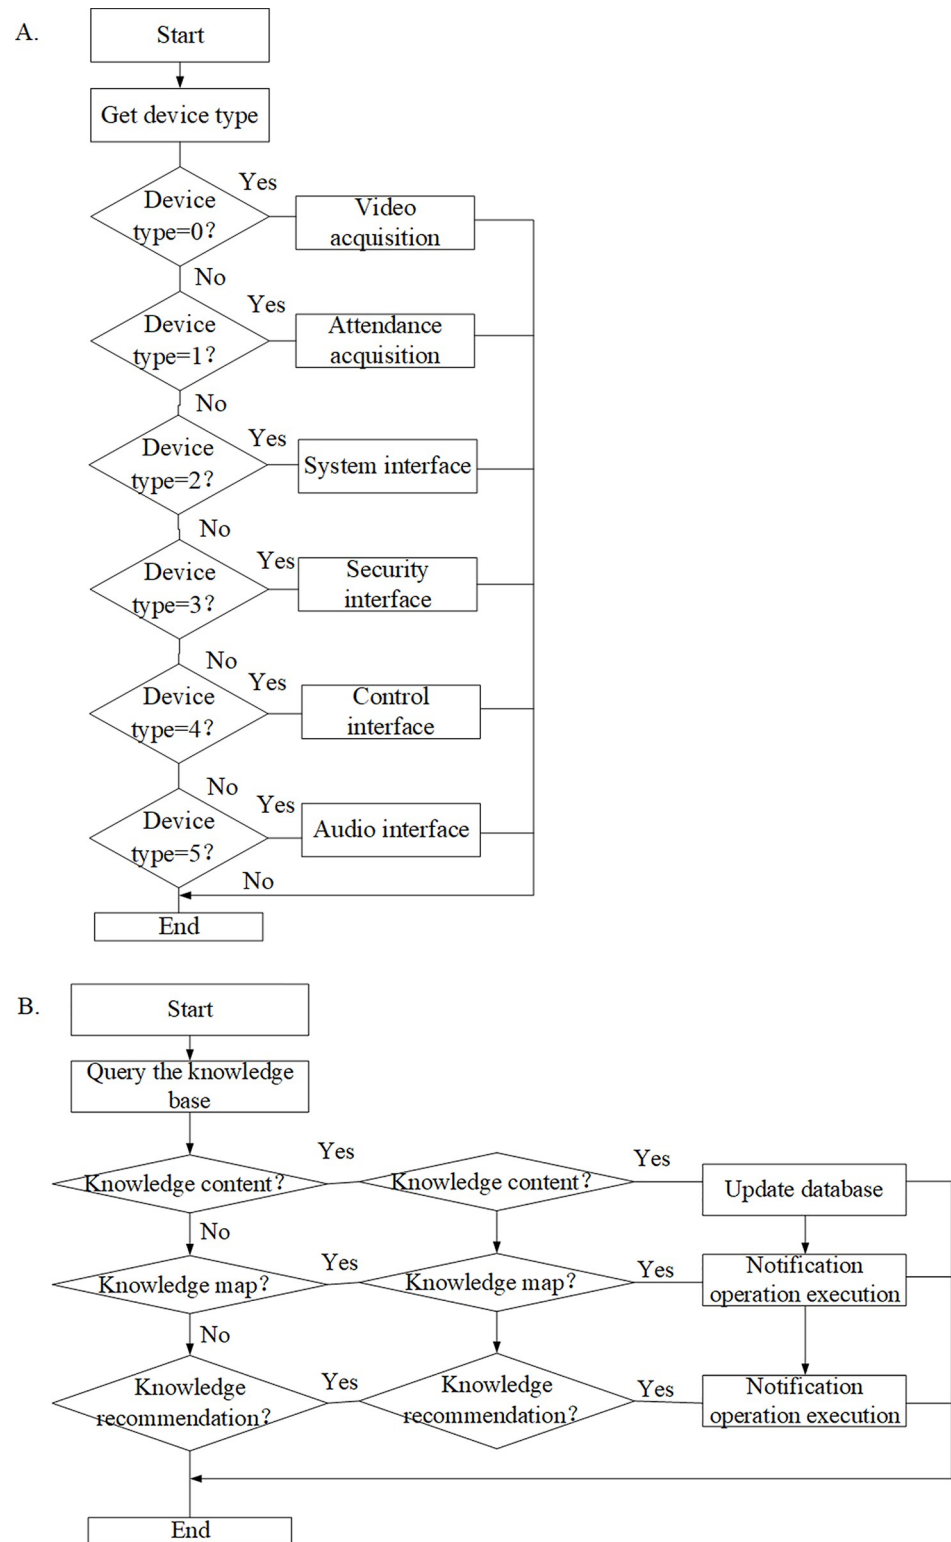 A.
Start
Get device type
Yes
Device
type=0?
Video
acquisition
No
Yes
Device
type=1?
Attendance
acquisition
No
Yes
Device
type=2?
System interface
No
Yes
Device
type=3?
Security
interface
No
Yes
Device
type=4?
Control
interface
No
Yes
Device
type=5?
Audio interface
No
End
B.
Start
Query the knowledge
base
Yes
Yes
Knowledge content?
Knowledge content?
Update database
No
Yes
Yes
Knowledge map?
Knowledge map?
Notification
operation execution
No
Yes
Yes
Knowledge
recommendation?
Knowledge
recommendation?
Notification
operation execution
End